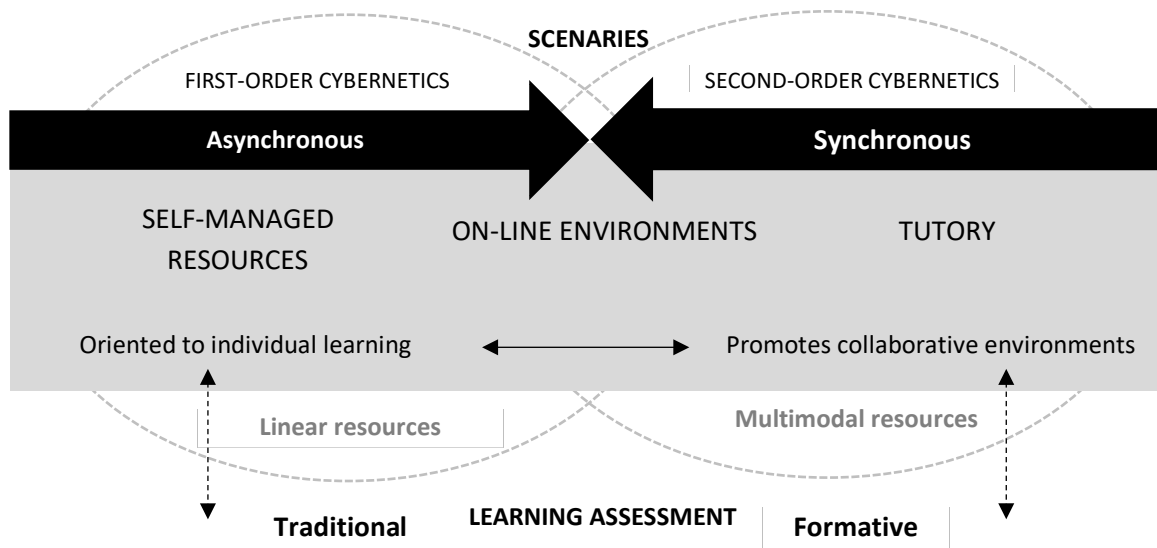 SCENARIES
FIRST-ORDER CYBERNETICS
SECOND-ORDER CYBERNETICS
Asynchronous
Synchronous
SELF-MANAGED
RESOURCES
ON-LINE ENVIRONMENTS
TUTORY
Oriented to individual learning
Promotes collaborative environments
Linear resources
Multimodal resources
Traditional
LEARNING ASSESSMENT
Formative